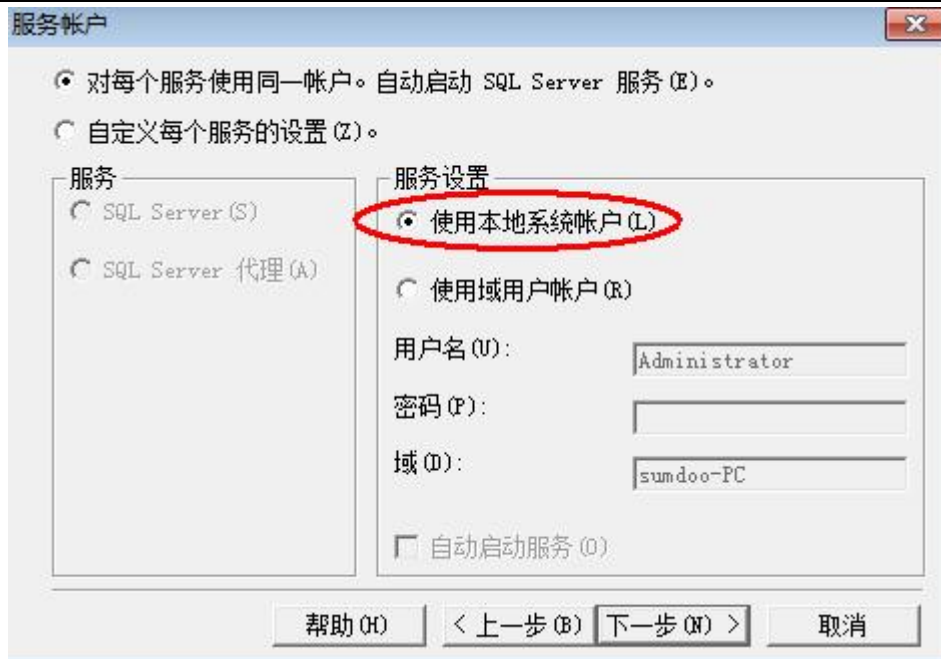 服务帐户
对每个服务使用同一帐户。自动启动 SQL Server 服务(E)。
自定义每个服务的设置(Z)。
服务
SQL Server(S)
SQL Server 代理(A)
服务设置
使用本地系统帐户(L)
使用域用户帐户(R)
用户名(U):
Administrator
密码(P):
域(D):
sumdoo-PC
自动启动服务(O)
帮助(H)
< 上一步(B)
下一步(N) >
取消